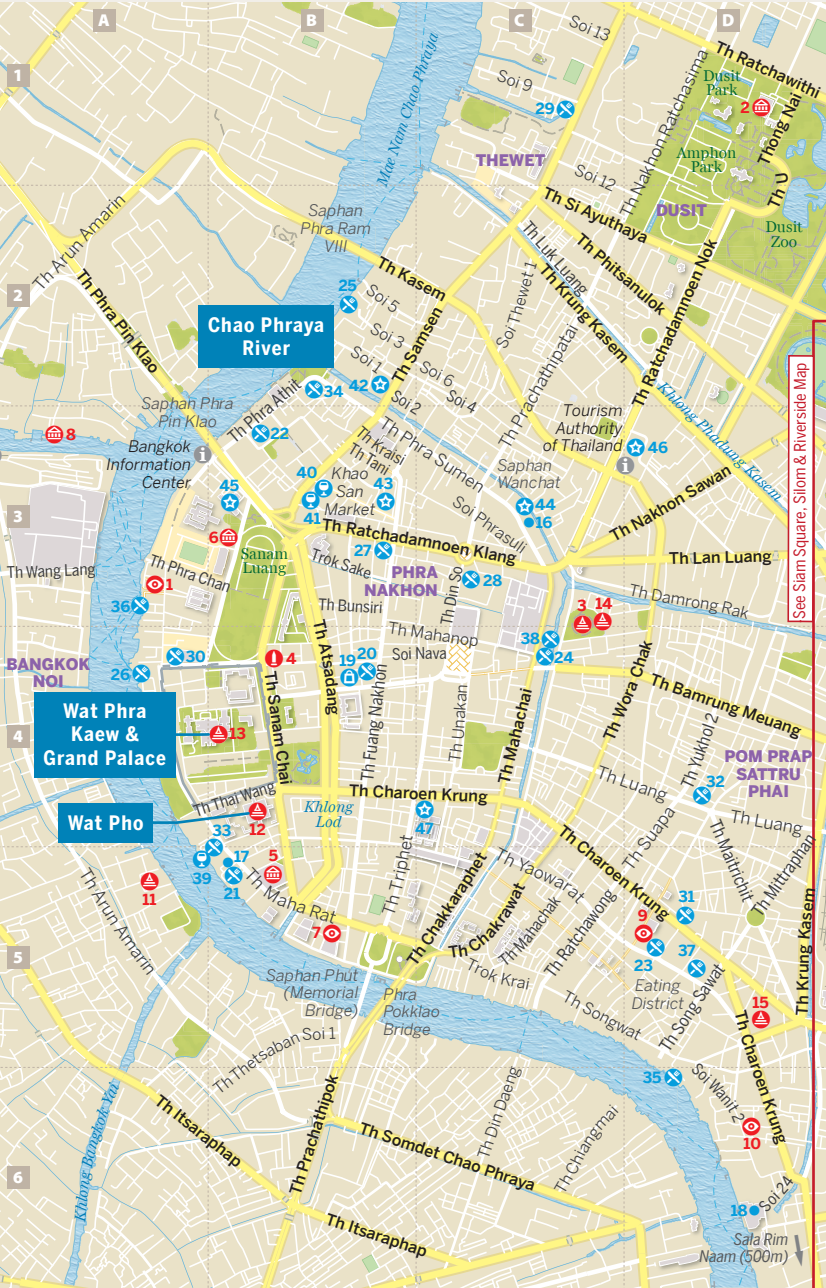 A
B
C
D
1
2
3
4
5
6
Soi 13
Th Ratchawithi
Mae Nam Chao Phraya
Soi 9
29
Dusit
Park
2
Th Nakhon Ratchasima
Th U
Thong Nai
THEWET
Amphon
Park
Soi 12
Th Si Ayuthaya
DUSIT
Dusit
Zoo
Th Arun Amarin
Saphan
Phra Ram
VIII
Th Luk Luang
Th Phitsanulok
Th Kasem
Th Krung Kasem
Th Phra Pin Klao
25
Soi 5
Soi Thewet 1
Th Ratchadamnoen Nok
Chao Phraya
River
Soi 3
Th Samsen
Soi 1
Soi 6
Soi 4
Soi 2
Th Prachathipatai
34
42
Khlong Phadung Kasem
Saphan Phra
Pin Klao
Th Phra Athit
Tourism
Authority
of Thailand
8
22
46
Bangkok
Information
Center
Th Kraisi
Th Tani
Th Phra Sumen
Saphan
Wanchat
See Siam Square, Silom & Riverside Map
40
Khao
San
Market
43
45
41
Soi Phrasuli
44
16
Th Nakhon Sawan
6
Th Ratchadamnoen Klang
Sanam
Luang
Trok Sake
27
Th Lan Luang
Th Wang Lang
Th Phra Chan
1
PHRA
NAKHON
Th Din So
28
Th Damrong Rak
36
Th Bunsiri
3
14
Th Mahanop
38
BANGKOK
NOI
30
26
4
Th Atsadang
19
20
Soi Nava
24
Th Wora Chak
Th Bamrung Meuang
Wat Phra
Kaew &
Grand Palace
13
Th Sanam Chai
Th Fuang Nakhon
Th Unakan
Th Mahachai
Th Yukhol 2
POM PRAP
SATTRU
PHAI
Th Luang
32
Th Thai Wang
Th Charoen Krung
Wat Pho
12
Khlong
Lod
47
Th Luang
33
Th Suapa
Th Maitrichit
Th Mittraphan
39
17
21
5
Th Triphet
Th Charoen Krung
Th Yaowarat
11
Th Arun Amarin
Th Maha Rat
Th Chakkaraphet
Th Chakrawat
Th Mahachak
Th Ratchawong
9
31
7
23
37
Th Krung Kasem
Saphan Phut
(Memorial
Bridge)
Phra
Pokklao
Bridge
Trok Krai
Eating
District
Th Songwat
Th Song Sawat
15
Th Thetsaban Soi 1
Th Charoen Krung
35
Soi Wanit 2
Khlong Bangkok Yai
Th Itsaraphap
Th Prachathipok
Th Din Daeng
Th Somdet Chao Phraya
Th Chiangmai
10
Th Itsaraphap
18
Soi 24
Sala Rim
Naam (500m)